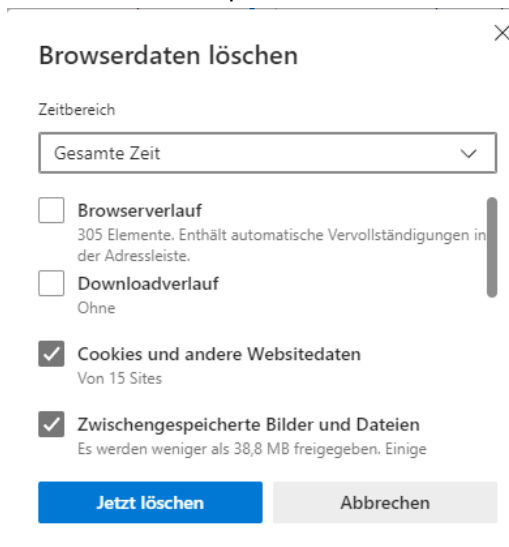 Browserdaten löschen
Zeitbereich
Gesamte Zeit
Browserverlauf
305 Elemente. Enthält automatische Vervollständigungen in
der Adressleiste.
Downloadverlauf
Ohne
Cookies und andere Websitedaten
Von 15 Sites
Zwischengespeicherte Bilder und Dateien
Es werden weniger als 38,8 MB freigegeben. Einige
Jetzt löschen
Abbrechen